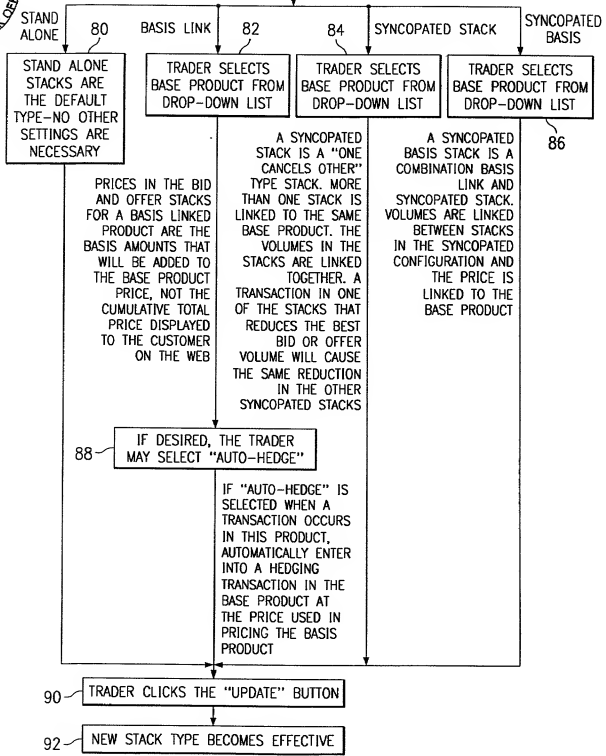 STAND
ALONE
80
STAND ALONE
STACKS ARE
THE DEFAULT
TYPE–NO OTHER
SETTINGS ARE
NECESSARY
BASIS LINK
82
TRADER SELECTS
BASE PRODUCT FROM
DROP–DOWN LIST
PRICES IN THE BID
AND OFFER STACKS
FOR A BASIS LINKED
PRODUCT ARE THE
BASIS AMOUNTS THAT
WILL BE ADDED TO
THE BASE PRODUCT
PRICE, NOT THE
CUMULATIVE TOTAL
PRICE DISPLAYED
TO THE CUSTOMER
ON THE WEB
84
SYNCOPATED STACK
TRADER SELECTS
BASE PRODUCT FROM
DROP–DOWN LIST
A SYNCOPATED
STACK IS A "ONE
CANCELS OTHER"
TYPE STACK. MORE
THAN ONE STACK IS
LINKED TO THE SAME
BASE PRODUCT. THE
VOLUMES IN THE
STACKS ARE LINKED
TOGETHER. A
TRANSACTION IN ONE
OF THE STACKS THAT
REDUCES THE BEST
BID OR OFFER
VOLUME WILL CAUSE
THE SAME REDUCTION
IN THE OTHER
SYNCOPATED STACKS
SYNCOPATED
BASIS
TRADER SELECTS
BASE PRODUCT FROM
DROP–DOWN LIST
86
A SYNCOPATED
BASIS STACK IS A
COMBINATION BASIS
LINK AND
SYNCOPATED STACK.
VOLUMES ARE LINKED
BETWEEN STACKS
IN THE SYNCOPATED
CONFIGURATION AND
THE PRICE IS
LINKED TO THE
BASE PRODUCT
88
IF DESIRED, THE TRADER
MAY SELECT "AUTO–HEDGE"
IF "AUTO–HEDGE" IS
SELECTED WHEN A
TRANSACTION OCCURS
IN THIS PRODUCT,
AUTOMATICALLY ENTER
INTO A HEDGING
TRANSACTION IN THE
BASE PRODUCT AT
THE PRICE USED IN
PRICING THE BASIS
PRODUCT
90
TRADER CLICKS THE "UPDATE" BUTTON
92
NEW STACK TYPE BECOMES EFFECTIVE